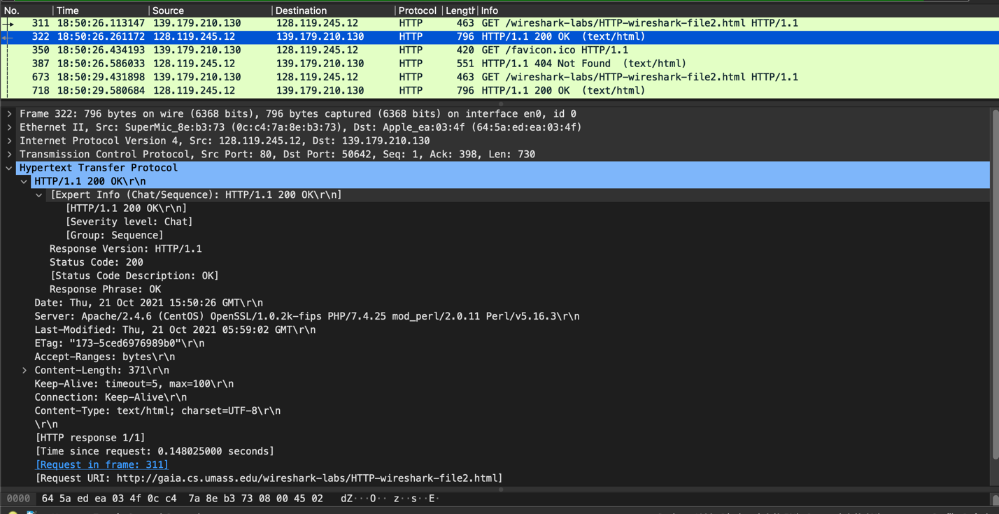 No. Time Source Destination Protocol Length Info
311 18:50:26.113147 139.179.210.130 128.119.245.12 HTTP 463 GET /wireshark-labs/HTTP-wireshark-file2.html HTTP/1.1
322 18:50:26.261172 128.119.245.12 139.179.210.130 HTTP 796 HTTP/1.1 200 OK (text/html)
350 18:50:26.434193 139.179.210.130 128.119.245.12 HTTP 420 GET /favicon.ico HTTP/1.1
387 18:50:26.586033 128.119.245.12 139.179.210.130 HTTP 551 HTTP/1.1 404 Not Found (text/html)
673 18:50:29.431898 139.179.210.130 128.119.245.12 HTTP 463 GET /wireshark-labs/HTTP-wireshark-file2.html HTTP/1.1
718 18:50:29.580684 128.119.245.12 139.179.210.130 HTTP 796 HTTP/1.1 200 OK (text/html)
Frame 322: 796 bytes on wire (6368 bits), 796 bytes captured (6368 bits) on interface en0, id 0
Ethernet II, Src: SuperMic_8e:b3:73 (0c:c4:7a:8e:b3:73), Dst: Apple_ea:03:4f (64:5a:ed:ea:03:4f)
Internet Protocol Version 4, Src: 128.119.245.12, Dst: 139.179.210.130
Transmission Control Protocol, Src Port: 80, Dst Port: 50642, Seq: 1, Ack: 398, Len: 730
Hypertext Transfer Protocol
HTTP/1.1 200 OK\r\n
[Expert Info (Chat/Sequence): HTTP/1.1 200 OK\r\n]
[HTTP/1.1 200 OK\r\n]
[Severity level: Chat]
[Group: Sequence]
Response Version: HTTP/1.1
Status Code: 200
[Status Code Description: OK]
Response Phrase: OK
Date: Thu, 21 Oct 2021 15:50:26 GMT\r\n
Server: Apache/2.4.6 (CentOS) OpenSSL/1.0.2k-fips PHP/7.4.25 mod_perl/2.0.11 Perl/v5.16.3\r\n
Last-Modified: Thu, 21 Oct 2021 05:59:02 GMT\r\n
ETag: "173-5ced6976989b0"\r\n
Accept-Ranges: bytes\r\n
Content-Length: 371\r\n
Keep-Alive: timeout=5, max=100\r\n
Connection: Keep-Alive\r\n
Content-Type: text/html; charset=UTF-8\r\n
\r\n
[HTTP response 1/1]
[Time since request: 0.148025000 seconds]
[Request in frame: 311]
[Request URI: http://gaia.cs.umass.edu/wireshark-labs/HTTP-wireshark-file2.html]
0000 64 5a ed ea 03 4f 0c c4 7a 8e b3 73 08 00 45 02 dZ···O·· z··s··E·